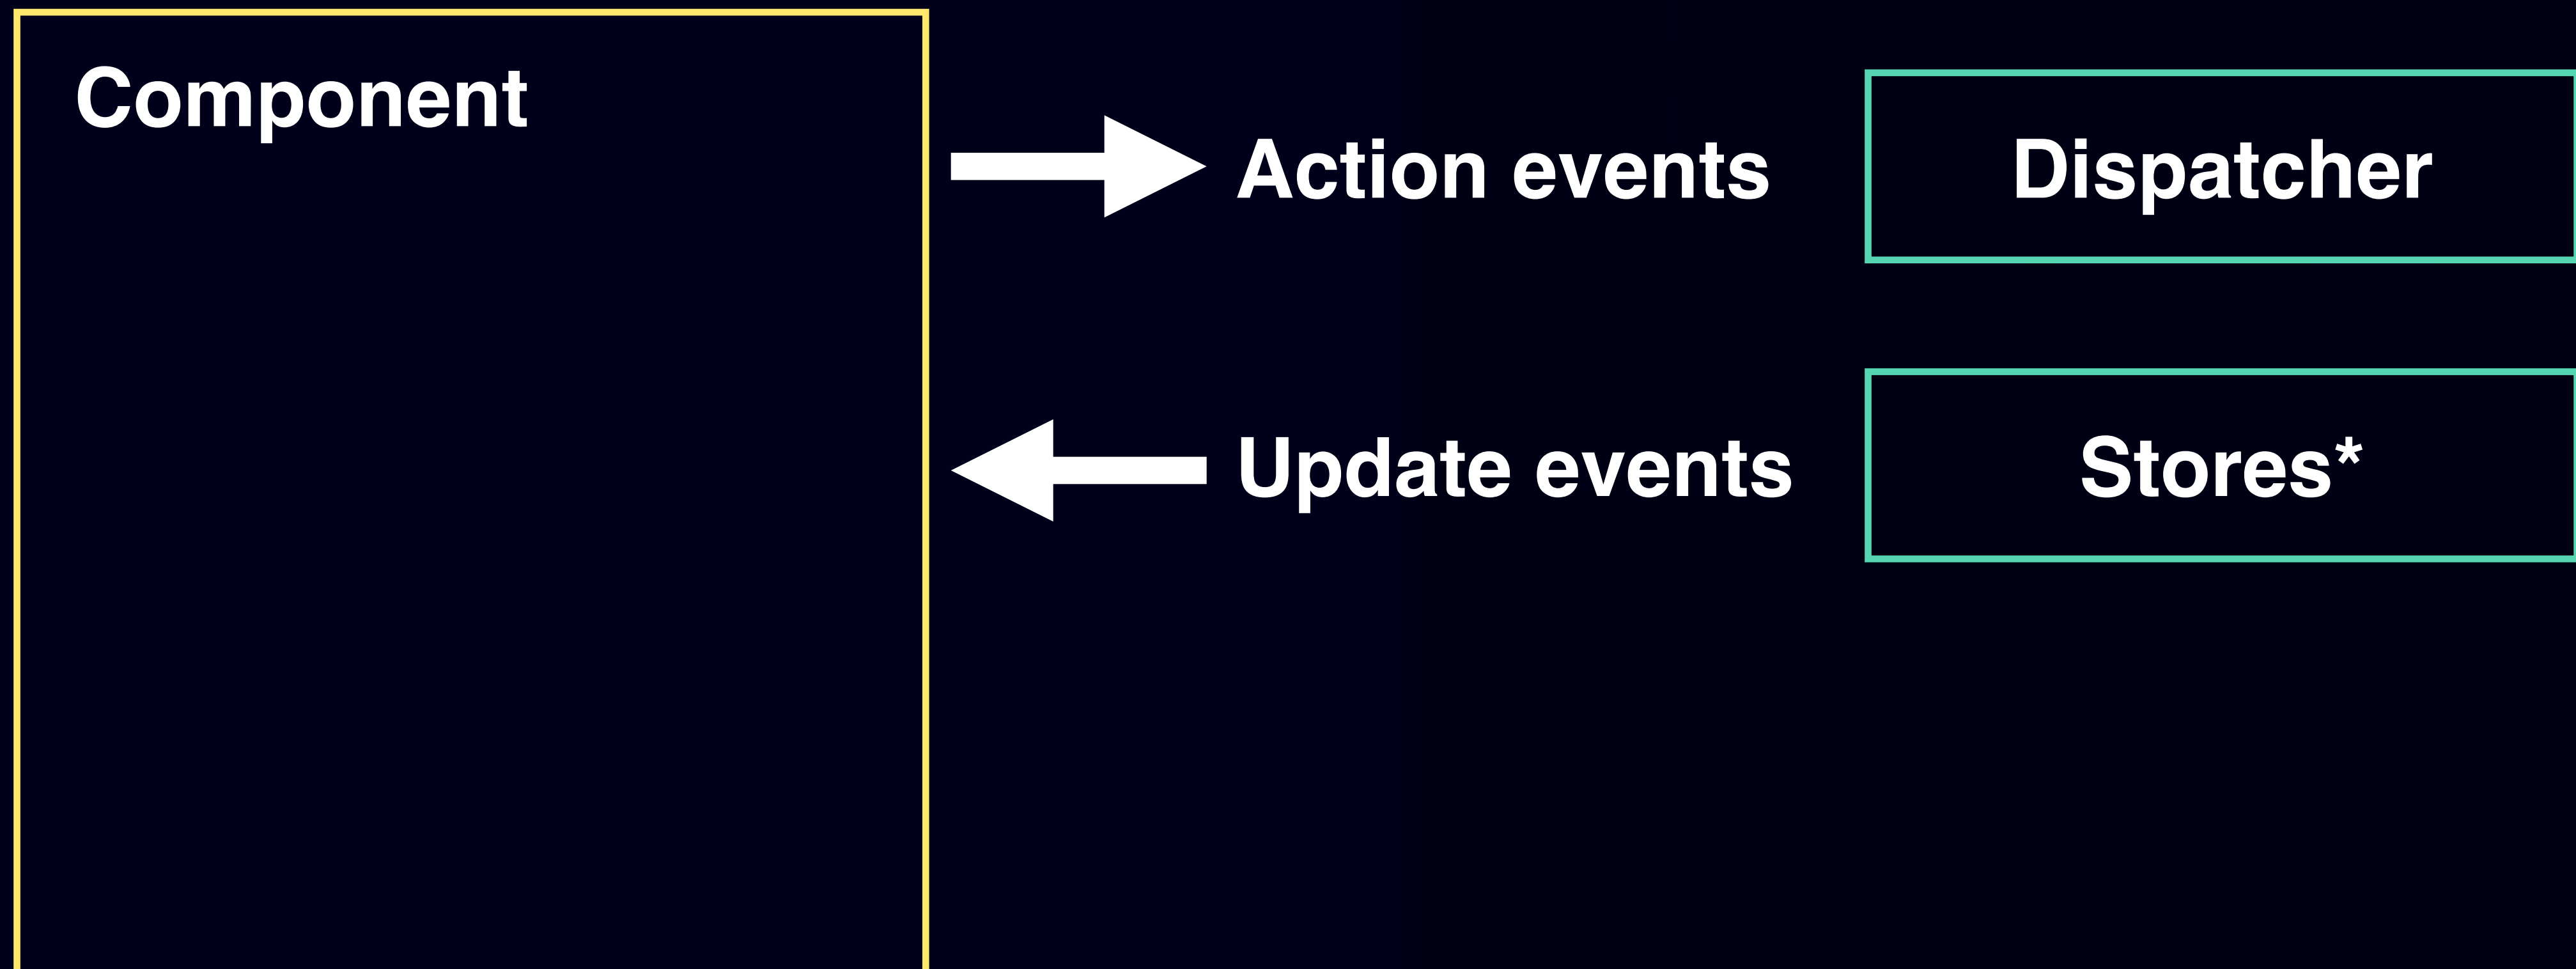 Component
Action events
Dispatcher
Update events
Stores*